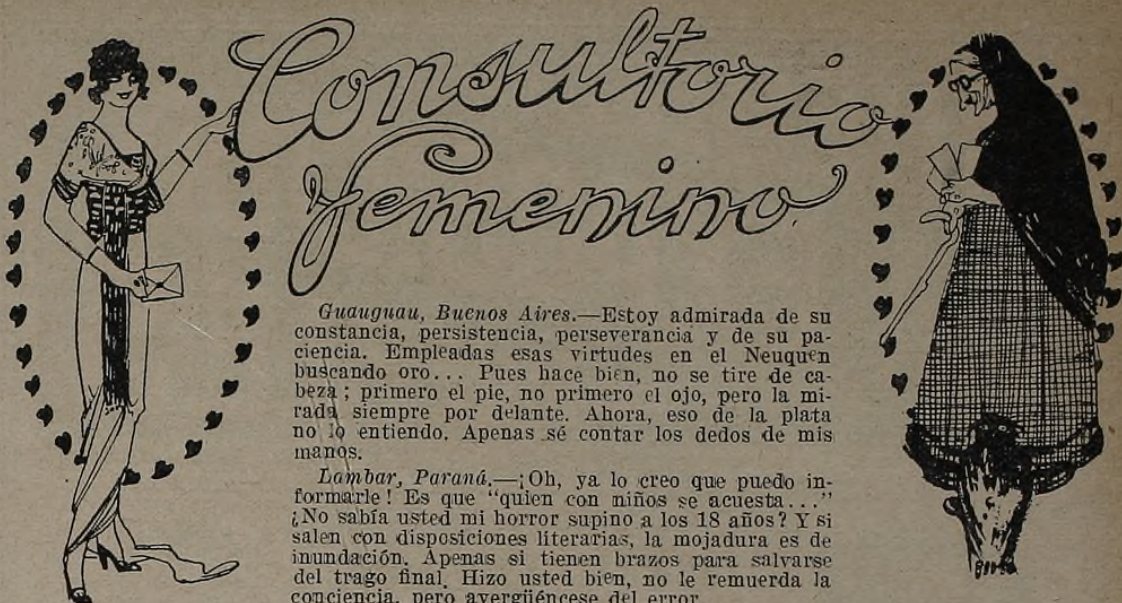 Consultorio
femenino
Guauguau, Buenos Aires.—Estoy admirada de su
constancia, persistencia, perseverancia y de su pa-
ciencia. Empleadas esas virtudes en el Neuquen
buscando oro... Pues hace bien, no se tire de ca-
beza; primero el pie, no primero el ojo, pero la mi-
rada siempre por delante. Ahora, eso de la plata
no lo entiendo. Apenas sé contar los dedos de mis
manos.
Lambar, Paraná.—¡Oh, ya lo creo que puedo in-
formarle! Es que "quien con niños se acuesta..."
¿No sabía usted mi horror supino a los 18 años? Y si
salen con disposiciones literarias, la mojadura es de
inundación. Apenas si tienen brazos para salvarse
del trago final. Hizo usted bien, no le remuerda la
conciencia, pero avergüéncese del error.